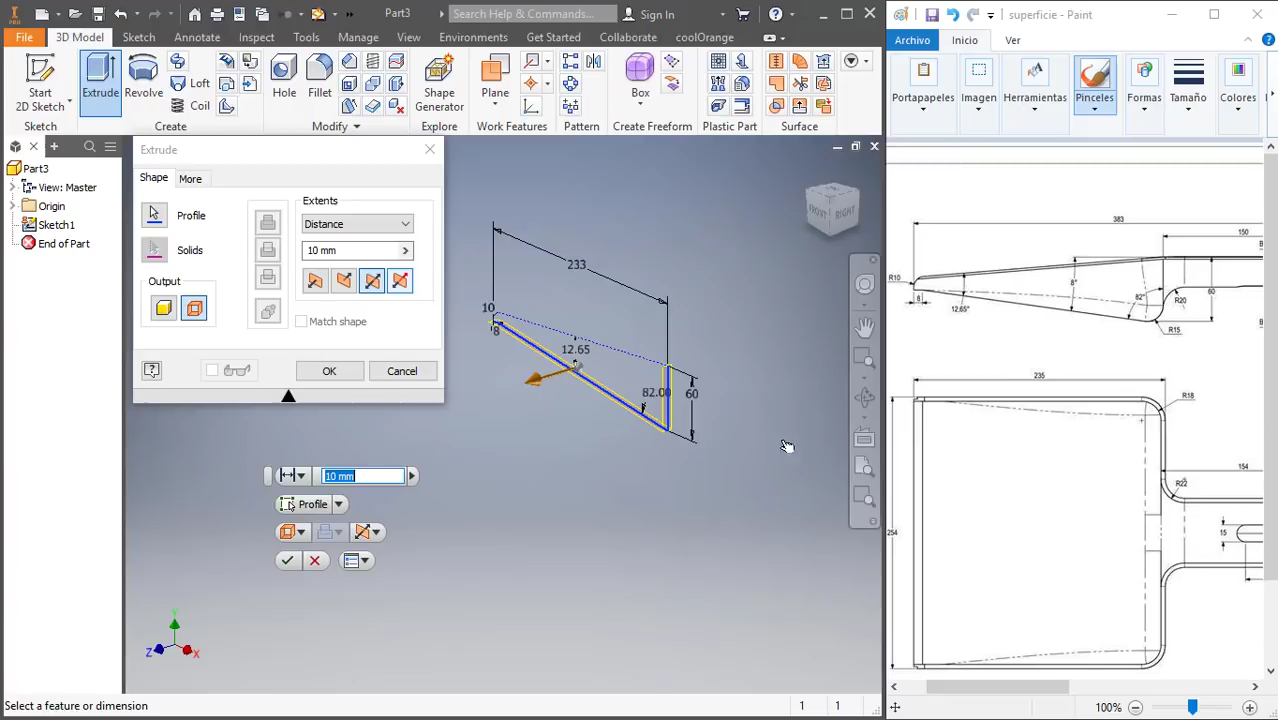 PRO
Part3
Search Help & Commands...
Sign In
File
3D Model
Sketch
Annotate
Inspect
Tools
Manage
View
Environments
Get Started
Collaborate
coolOrange
Start
2D Sketch
Extrude
Revolve
Loft
Coil
Hole
Fillet
Shape
Generator
Plane
Box
Sketch
Create
Modify
Explore
Work Features
Pattern
Create Freeform
Plastic Part
Surface
Part3
View: Master
Origin
Sketch1
End of Part
Extrude
Shape
More
Profile
Solids
Output
Extents
Distance
10 mm
Match shape
OK
Cancel
10 mm
Profile
FRONT
RIGHT
233
10
8
12.65
82.00
60
Y
Z
X
Select a feature or dimension
1
1
superficie - Paint
Archivo
Inicio
Ver
Portapapeles
Imagen
Herramientas
Pinceles
Formas
Tamaño
Colores
383
150
R10
8
12,65°
8°
82°
R20
60
R15
235
R18
154
R22
15
254
100%